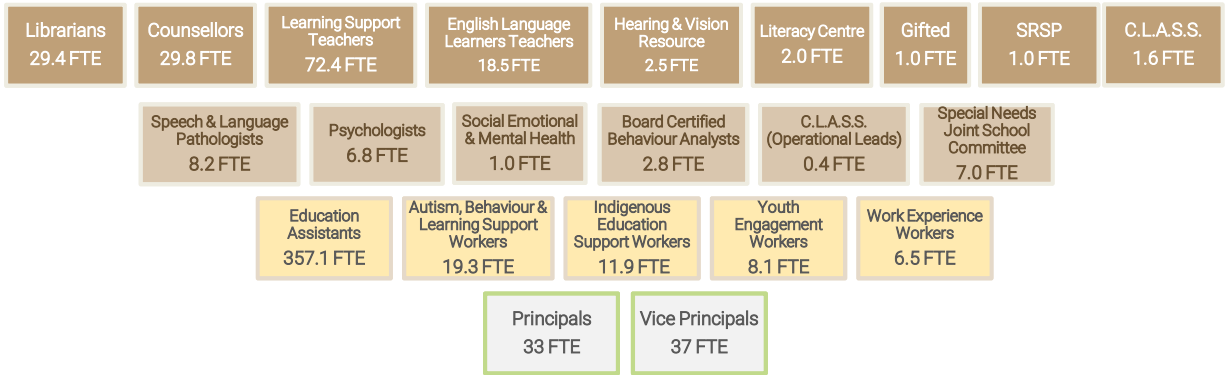 Librarians
29.4 FTE
Counsellors
29.8 FTE
Learning Support
Teachers
72.4 FTE
English Language
Learners Teachers
18.5 FTE
Hearing & Vision
Resource
2.5 FTE
Literacy Centre
2.0 FTE
Gifted
1.0 FTE
SRSP
1.0 FTE
C.L.A.S.S.
1.6 FTE
Speech & Language
Pathologists
8.2 FTE
Psychologists
6.8 FTE
Social Emotional
& Mental Health
1.0 FTE
Board Certified
Behaviour Analysts
2.8 FTE
C.L.A.S.S.
(Operational Leads)
0.4 FTE
Special Needs
Joint School
Committee
7.0 FTE
Education
Assistants
357.1 FTE
Autism, Behaviour &
Learning Support
Workers
19.3 FTE
Indigenous
Education
Support Workers
11.9 FTE
Youth
Engagement
Workers
8.1 FTE
Work Experience
Workers
6.5 FTE
Principals
33 FTE
Vice Principals
37 FTE